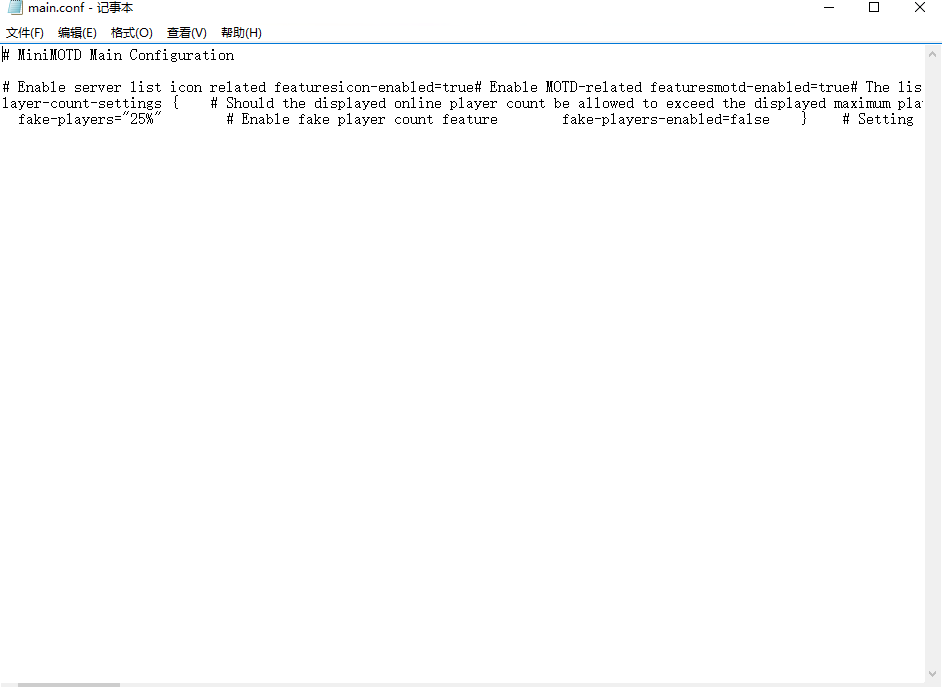 main.conf - 记事本
文件(F) 编辑(E) 格式(O) 查看(V) 帮助(H)
# MiniMOTD Main Configuration
# Enable server list icon related featuresicon-enabled=true# Enable MOTD-related featuresmotd-enabled=true# The lis
layer-count-settings {    # Should the displayed online player count be allowed to exceed the displayed maximum pla
fake-players="25%"        # Enable fake player count feature        fake-players-enabled=false    }    # Setting